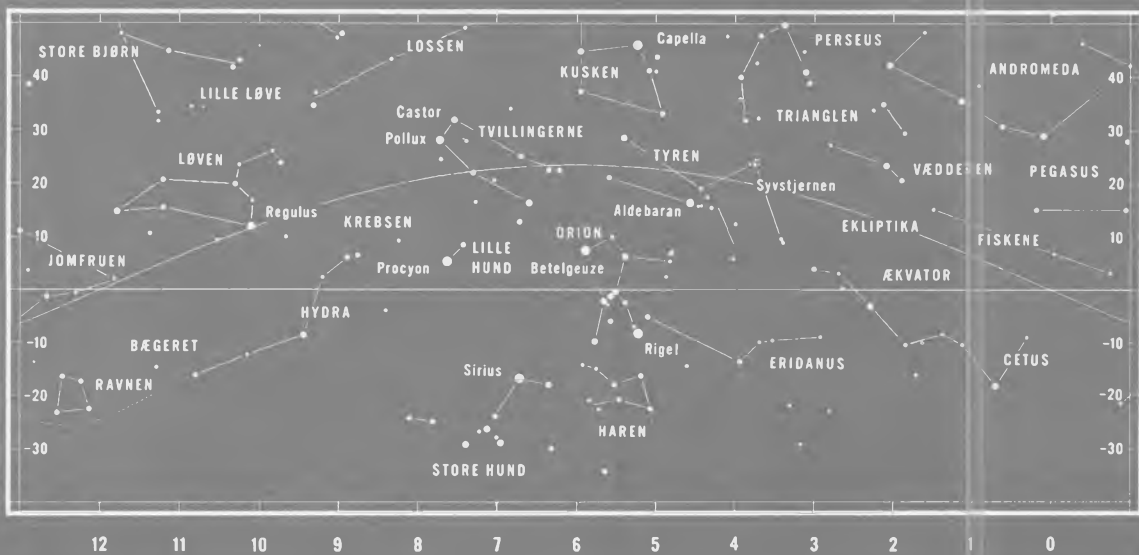 STORE BJØRN
LOSSEN
Capella
PERSEUS
40
KUSKEN
ANDROMEDA
40
LILLE LØVE
Castor
TRIANGLEN
30
Pollux
TVILLINGERNE
30
LØVEN
TYREN
VÆDDEREN
PEGASUS
20
Syvstjernen
20
Regulus
KREBSEN
Aldebaran
EKLIPTIKA
10
ORION
FISKENE
10
JOMFRUEN
Procyon
LILLE
HUND
Betelgeuze
ÆKVATOR
HYDRA
-10
BÆGERET
Rigel
ERIDANUS
-10
RAVNEN
Sirius
CETUS
-20
-20
HAREN
-30
STORE HUND
-30
12 11 10 9 8 7 6 5 4 3 2 1 0